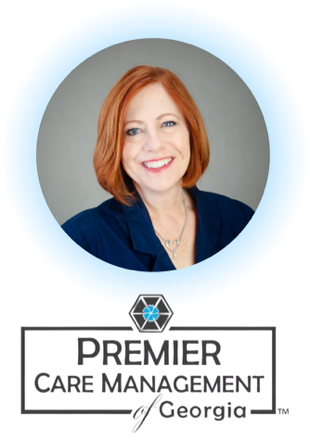 PREMIER
CARE MANAGEMENT
of Georgia
TM